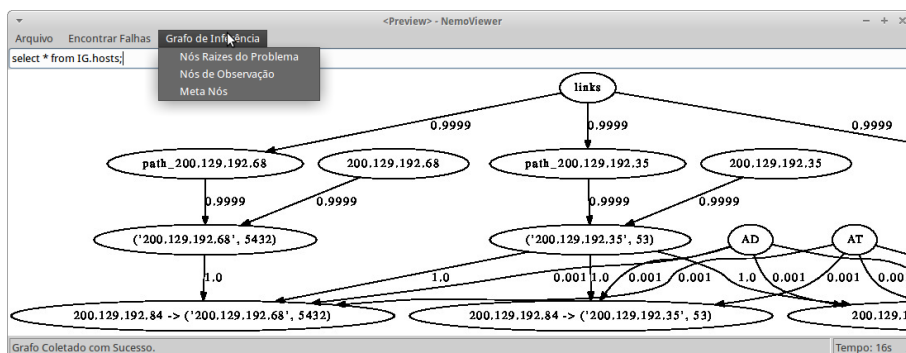 <Preview> - NemoViewer
Arquivo Encontrar Falhas Grafo de Inferência
select * from IG.hosts;
Nós Raizes do Problema
Nós de Observação
Meta Nós
links
0.9999 0.9999 0.9999
path_200.129.192.68 200.129.192.68 path_200.129.192.35 200.129.192.35
0.9999 0.9999 0.9999 0.9999
('200.129.192.68', 5432) ('200.129.192.35', 53) AD AT
1.0 1.0 0.001 1.0 0.001 0.001 1.0 0.001 0.001 0.00
200.129.192.84 -> ('200.129.192.68', 5432) 200.129.192.84 -> ('200.129.192.35', 53) 200.129.1
Grafo Coletado com Sucesso. Tempo: 16s